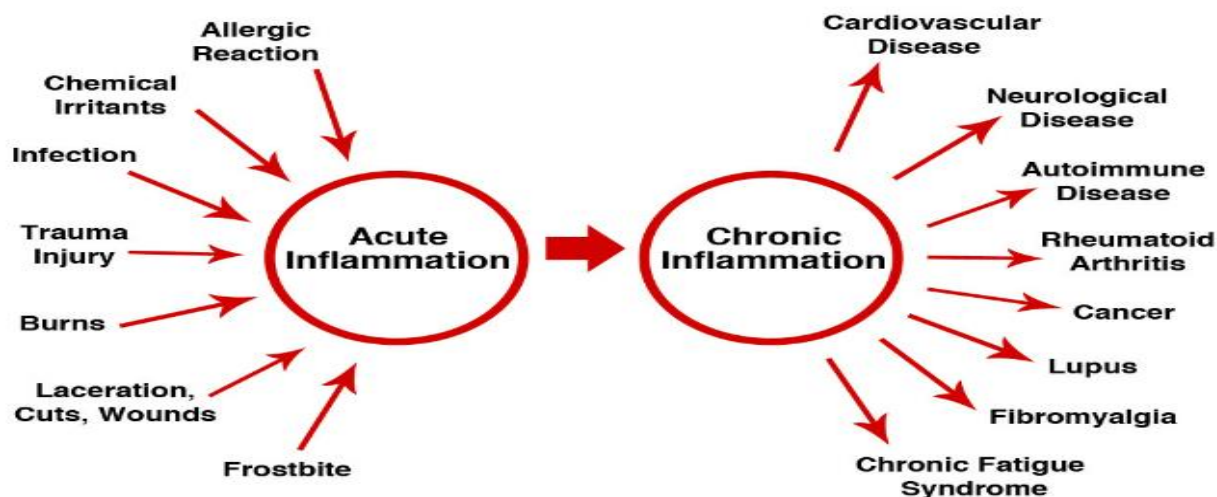 Allergic
Reaction
Chemical
Irritants
Infection
Trauma
Injury
Burns
Laceration,
Cuts, Wounds
Frostbite
Acute
Inflammation
Chronic
Inflammation
Cardiovascular
Disease
Neurological
Disease
Autoimmune
Disease
Rheumatoid
Arthritis
Cancer
Lupus
Fibromyalgia
Chronic Fatigue
Syndrome